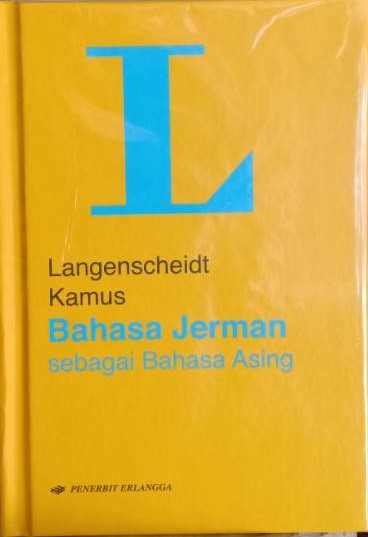 L
Langenscheidt
Kamus
Bahasa Jerman
sebagai Bahasa Asing
PENERBIT ERLANGGA